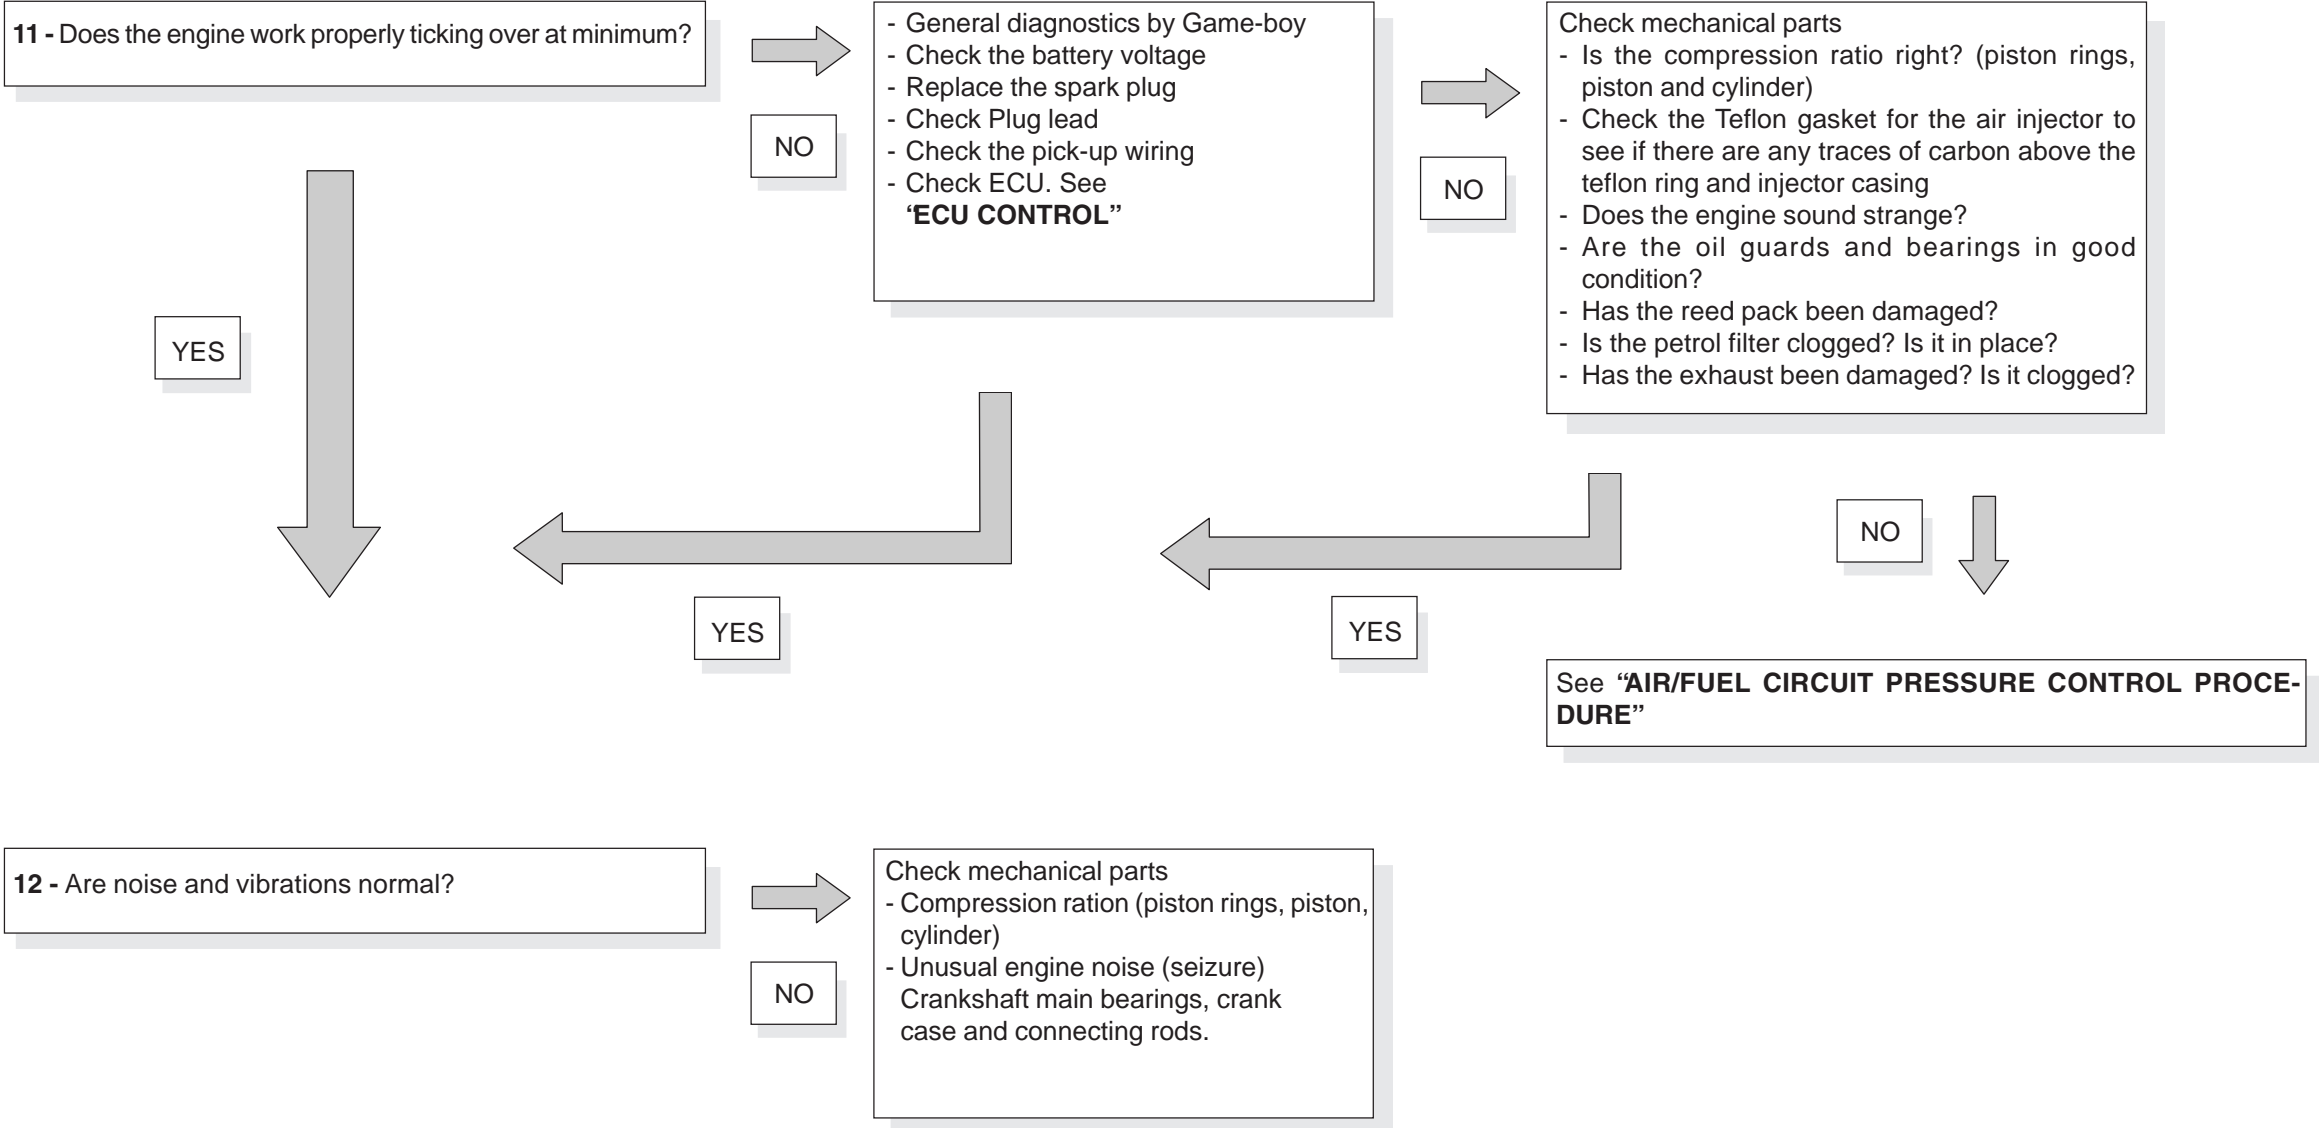 11 - Does the engine work properly ticking over at minimum?
NO
- General diagnostics by Game-boy
- Check the battery voltage
- Replace the spark plug
- Check Plug lead
- Check the pick-up wiring
- Check ECU. See
“ECU CONTROL”
NO
Check mechanical parts
- Is the compression ratio right? (piston rings,
piston and cylinder)
- Check the Teflon gasket for the air injector to
see if there are any traces of carbon above the
teflon ring and injector casing
- Does the engine sound strange?
- Are the oil guards and bearings in good
condition?
- Has the reed pack been damaged?
- Is the petrol filter clogged? Is it in place?
- Has the exhaust been damaged? Is it clogged?
YES
YES
YES
NO
See “AIR/FUEL CIRCUIT PRESSURE CONTROL PROCE-
DURE”
12 - Are noise and vibrations normal?
NO
Check mechanical parts
- Compression ration (piston rings, piston,
cylinder)
- Unusual engine noise (seizure)
Crankshaft main bearings, crank
case and connecting rods.